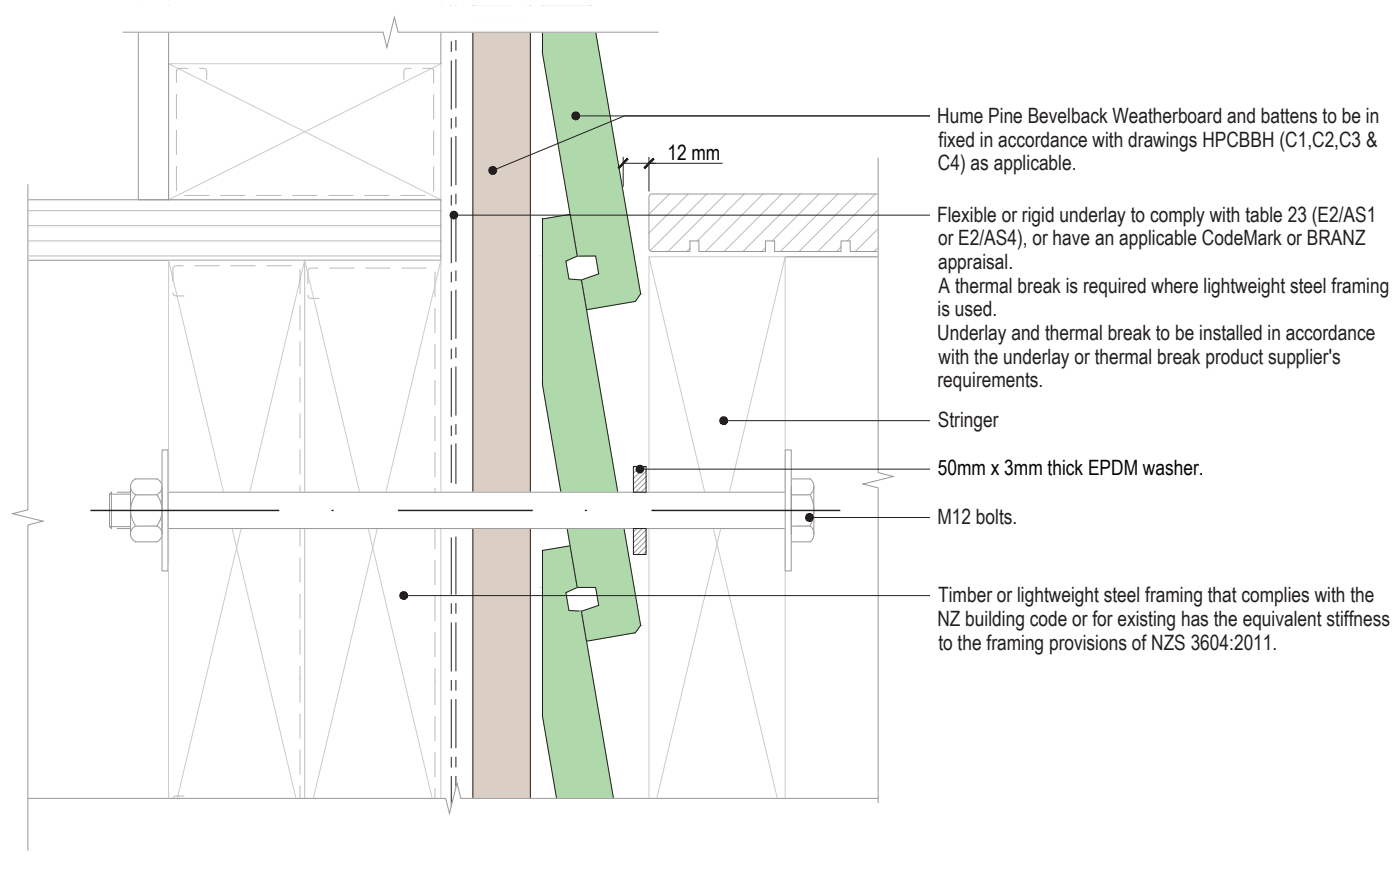 Hume Pine Bevelback Weatherboard and battens to be in
fixed in accordance with drawings HPCBBH (C1,C2,C3 &
C4) as applicable.
12 mm
Flexible or rigid underlay to comply with table 23 (E2/AS1
or E2/AS4), or have an applicable CodeMark or BRANZ
appraisal.
A thermal break is required where lightweight steel framing
is used.
Underlay and thermal break to be installed in accordance
with the underlay or thermal break product supplier's
requirements.
Stringer
50mm x 3mm thick EPDM washer.
M12 bolts.
Timber or lightweight steel framing that complies with the
NZ building code or for existing has the equivalent stiffness
to the framing provisions of NZS 3604:2011.